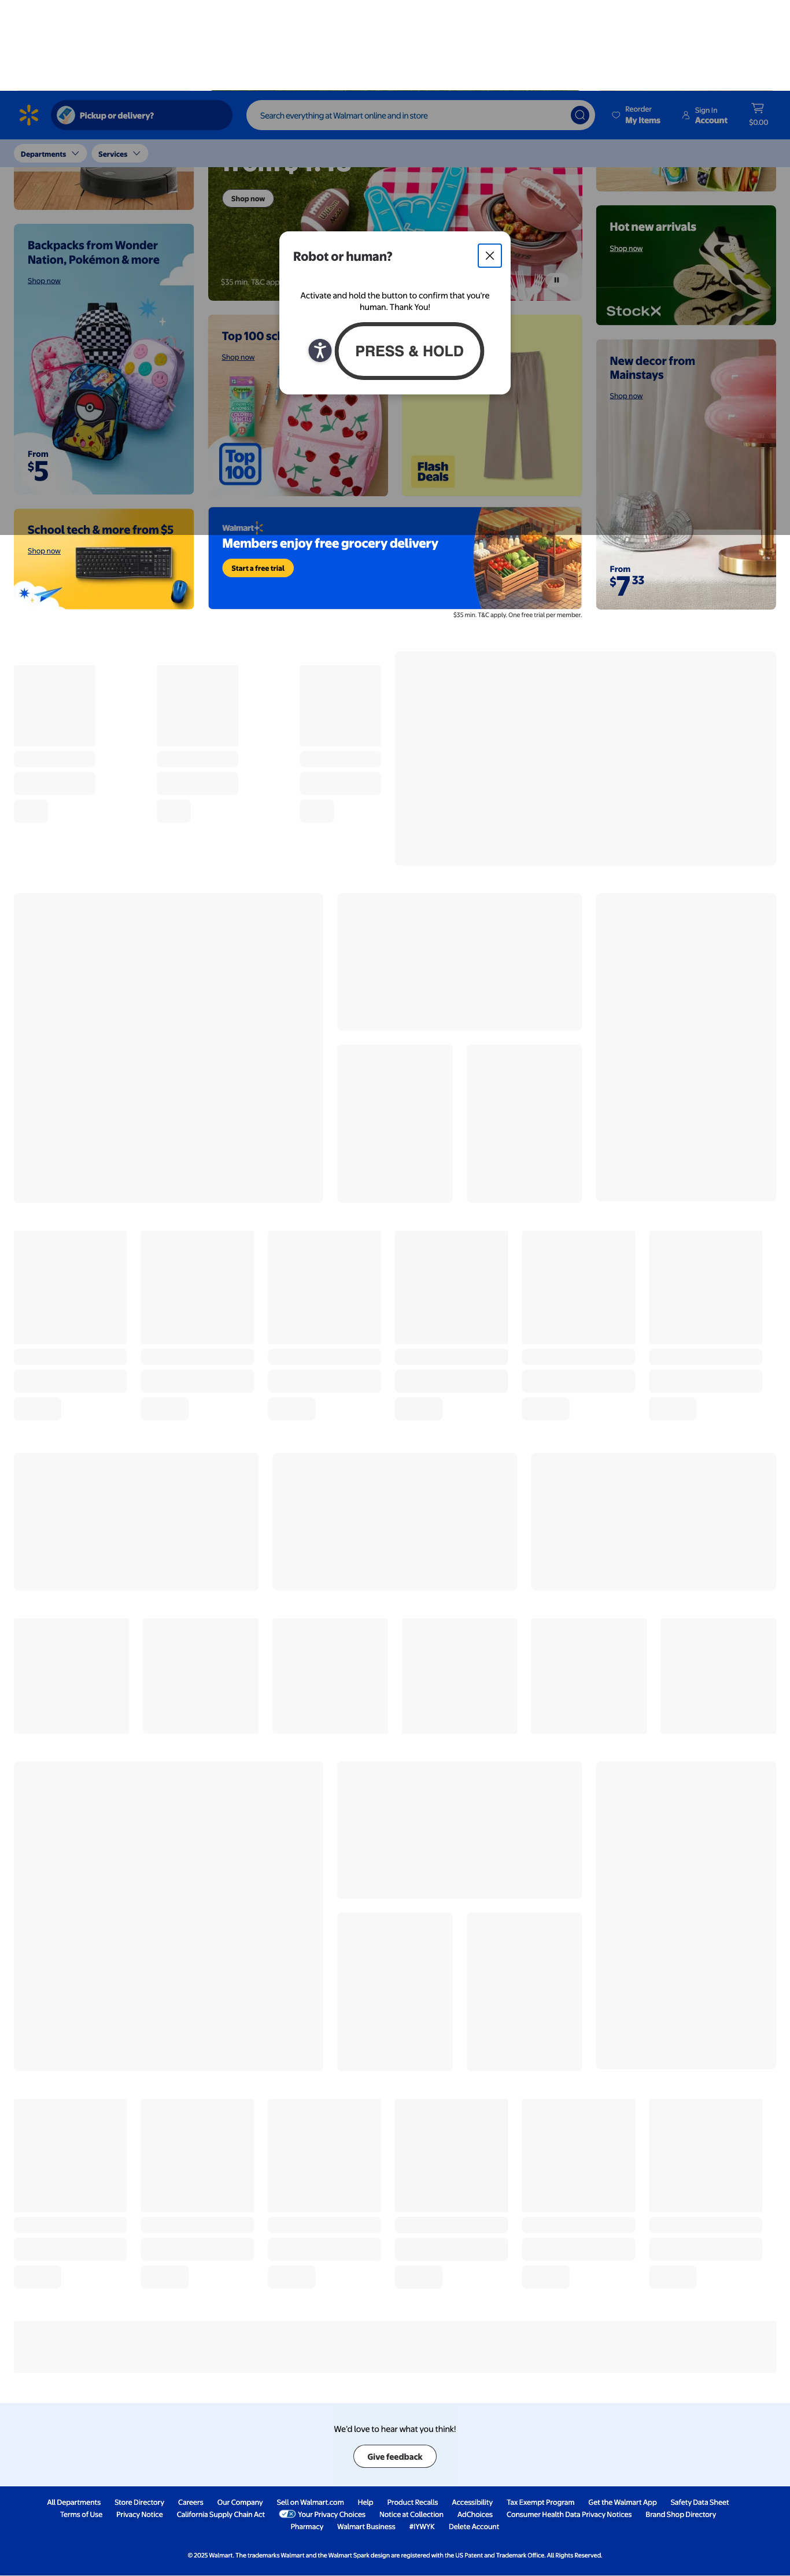 Pickup or delivery?
Search everything at Walmart online and in store
Reorder
My Items
Sign In
Account
$0.00
Departments
Services
Shop now
Hot new arrivals
Shop now
StockX
Backpacks from Wonder
Nation, Pokémon & more
Shop now
From
$5
Robot or human?
Activate and hold the button to confirm that you're
human. Thank You!
PRESS & HOLD
Shop now
Top
100
Flash
Deals
New decor from
Mainstays
Shop now
From
$7 33
School tech & more from $5
Shop now
Walmart
Members enjoy free grocery delivery
Start a free trial
$35 min. T&C apply. One free trial per member.
We'd love to hear what you think!
Give feedback
All Departments Store Directory Careers Our Company Sell on Walmart.com Help Product Recalls Accessibility Tax Exempt Program Get the Walmart App Safety Data Sheet
Terms of Use Privacy Notice California Supply Chain Act Your Privacy Choices Notice at Collection AdChoices Consumer Health Data Privacy Notices Brand Shop Directory
Pharmacy Walmart Business #IYWYK Delete Account
© 2025 Walmart. The trademarks Walmart and the Walmart Spark design are registered with the US Patent and Trademark Office. All Rights Reserved.